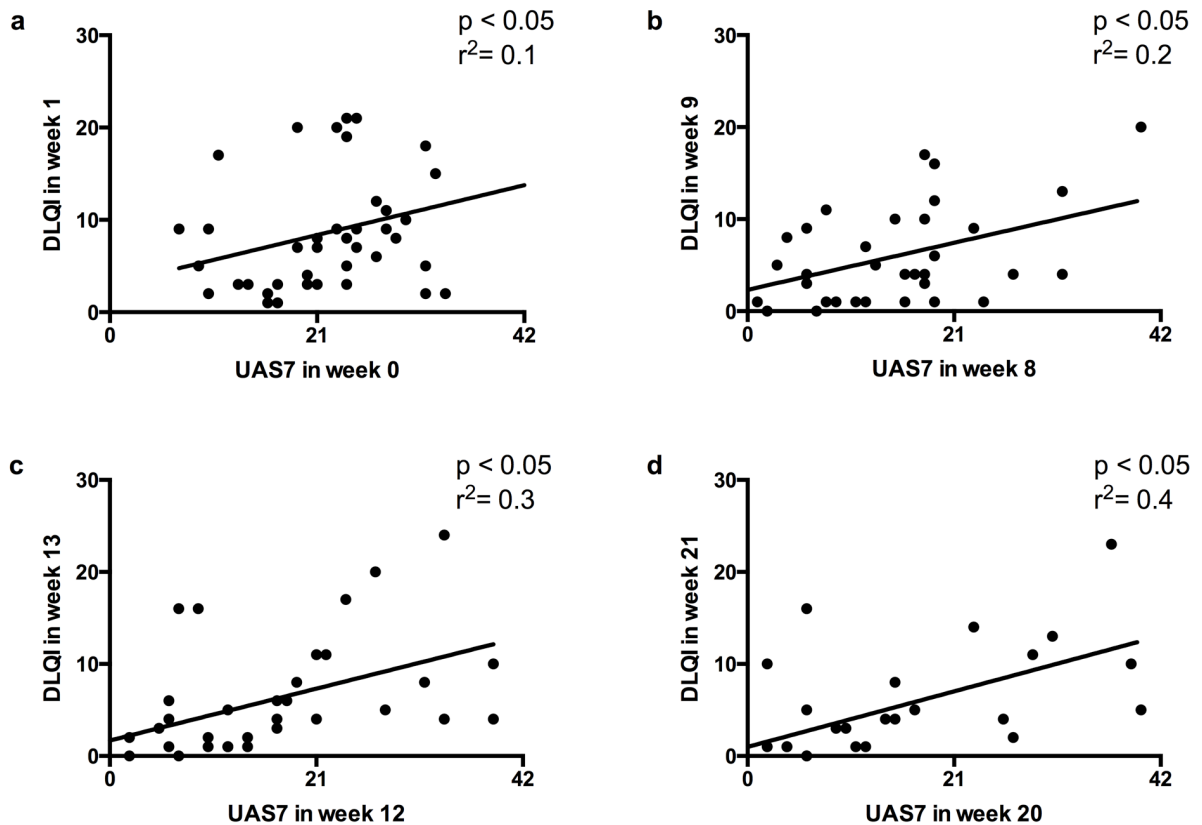 a
p < 0.05
r²= 0.1
30
20
10
0
DLQI in week 1
0
21
42
UAS7 in week 0
b
p < 0.05
r²= 0.2
30
20
10
0
DLQI in week 9
0
21
42
UAS7 in week 8
c
p < 0.05
r²= 0.3
30
20
10
0
DLQI in week 13
0
21
42
UAS7 in week 12
d
p < 0.05
r²= 0.4
30
20
10
0
DLQI in week 21
0
21
42
UAS7 in week 20